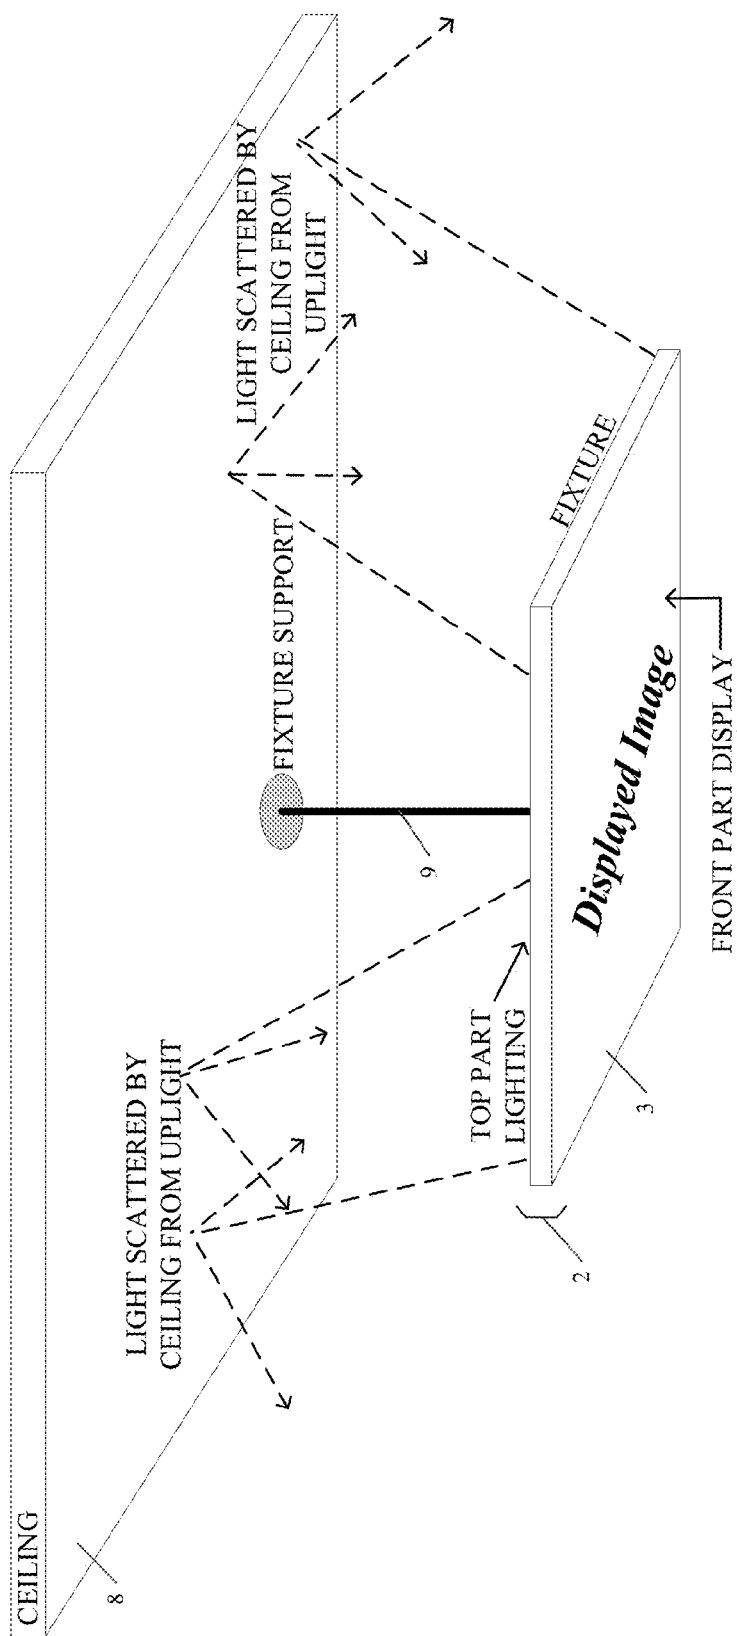 CEILING
8
LIGHT SCATTERED BY
CEILING FROM UPLIGHT
FIXTURE SUPPORT
LIGHT SCATTERED BY
CEILING FROM
UPLIGHT
9
TOP PART
LIGHTING
FIXTURE
2
3
Displayed Image
FRONT PART DISPLAY